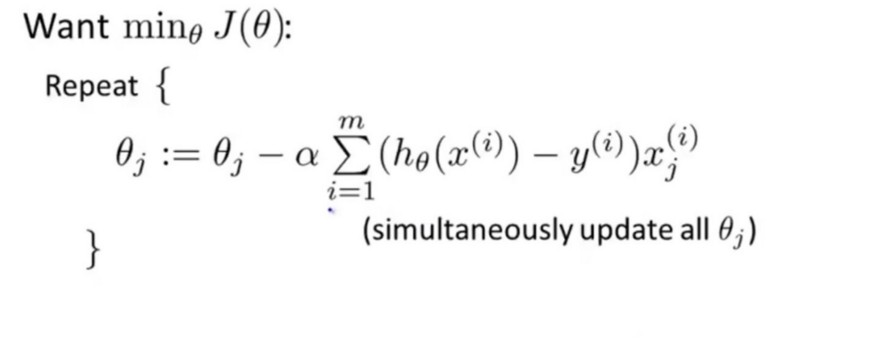 Want min_θ J(θ):
Repeat {
θ_j := θ_j − α ∑_{i=1}^{m} (h_θ(x^{(i)}) − y^{(i)})x_j^{(i)}
(simultaneously update all θ_j)
}